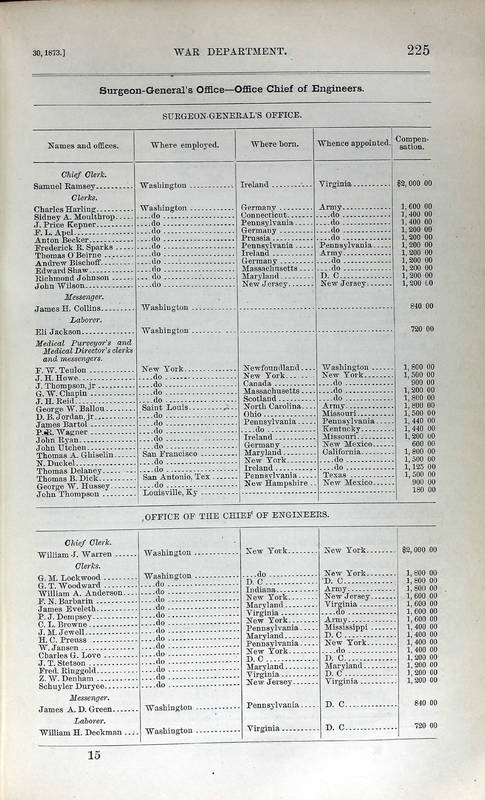 30, 1873.] WAR DEPARTMENT. 225
Surgeon-General's Office—Office Chief of Engineers.
SURGEON-GENERAL'S OFFICE.
Names and offices. Where employed. Where born. Whence appointed. Compen-
sation.
Chief Clerk.
Samuel Ramsey Washington Ireland Virginia $2,000 00
Clerks.
Charles Harling Washington Germany Army 1,600 00
Sidney A. Moulthrop do Connecticut do 1,400 00
J. Price Kepner do Pennsylvania do 1,400 00
F. L. Apel do Germany do 1,200 00
Anton Becker do Prussia do 1,200 00
Frederick R. Sparks do Pennsylvania Pennsylvania 1,200 00
Thomas O'Beirne do Ireland Army 1,200 00
Andrew Bischoff do Germany do 1,200 00
Edward Shaw do Massachusetts do 1,200 00
Richmond Johnson do Maryland D. C 1,200 00
John Wilson do New Jersey New Jersey 1,200 00
Messenger.
James H. Collins Washington 840 00
Laborer.
Eli Jackson Washington 720 00
Medical Purveyor's and
Medical Director's clerks
and messengers.
F. W. Teulon New York Newfoundland Washington 1,800 00
J. H. Howe do New York New York 1,500 00
J. Thompson, jr do Canada do 900 00
G. W. Chapin do Massachusetts do 1,200 00
J. H. Reid do Scotland do 1,800 00
George W. Ballou Saint Louis North Carolina Army 1,800 00
D. B. Jordan, jr do Ohio Missouri 1,500 00
James Bartol do Pennsylvania Pennsylvania 1,440 00
P. R. Wagner do do Kentucky 1,440 00
John Ryan do Ireland Missouri 1,200 00
John Utchen do Germany New Mexico 600 00
Thomas A. Ghiselin San Francisco Maryland California 1,800 00
N. Duckel do New York do 1,500 00
Thomas Delaney do Ireland do 1,125 00
Thomas B. Dick San Antonio, Tex Pennsylvania Texas 1,500 00
George W. Hussey do New Hampshire New Mexico 900 00
John Thompson Louisville, Ky 180 00
OFFICE OF THE CHIEF OF ENGINEERS.
Chief Clerk.
William J. Warren Washington New York New York $2,000 00
Clerks.
G. M. Lockwood Washington do New York 1,800 00
G. T. Woodward do D. C D. C 1,800 00
William A. Anderson do Indiana Army 1,800 00
F. N. Barbarin do New York New Jersey 1,600 00
James Eveleth do Maryland Virginia 1,600 00
P. J. Dempsey do Virginia do 1,600 00
C. L. Browne do New York Army 1,600 00
J. M. Jewell do Pennsylvania Mississippi 1,400 00
H. C. Preuss do Maryland D. C 1,400 00
W. Jansen do Pennsylvania New York 1,400 00
Charles G. Love do New York do 1,400 00
J. T. Stetson do D. C D. C 1,200 00
Fred. Ringgold do Maryland Maryland 1,200 00
Z. W. Denham do Virginia D. C 1,200 00
Schuyler Duryee do New Jersey Virginia 1,200 00
Messenger.
James A. D. Green Washington Pennsylvania D. C 840 00
Laborer.
William H. Deckman Washington Virginia D. C 720 00
15